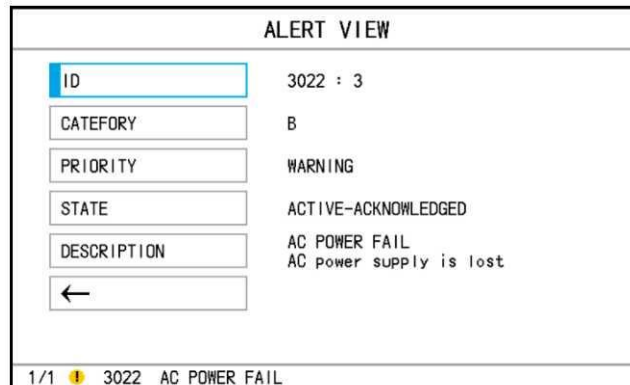 ALERT VIEW
ID 3022 : 3
CATEFORY B
PRIORITY WARNING
STATE ACTIVE-ACKNOWLEDGED
DESCRIPTION AC POWER FAIL
AC power supply is lost
←
1/1 ! 3022 AC POWER FAIL